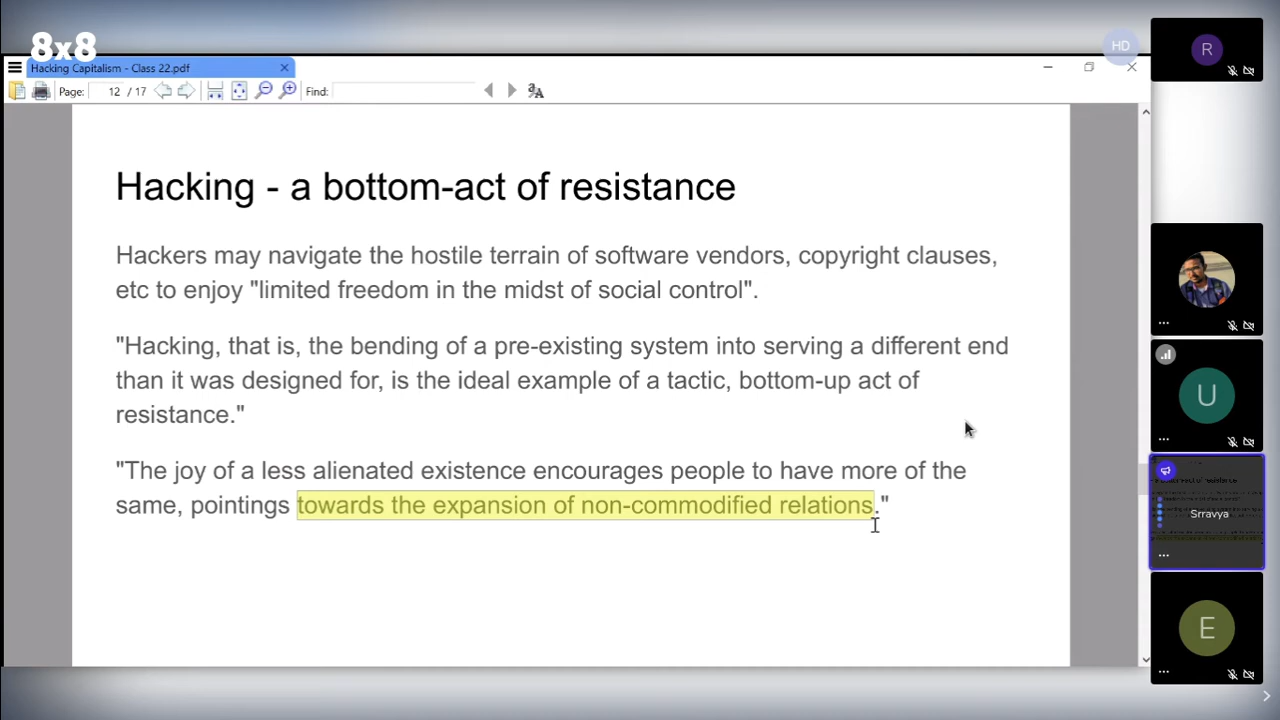 8x8
HD
R
Hacking Capitalism - Class 22.pdf
Page: 12 / 17 Find:
Hacking - a bottom-act of resistance
Hackers may navigate the hostile terrain of software vendors, copyright clauses,
etc to enjoy "limited freedom in the midst of social control".
"Hacking, that is, the bending of a pre-existing system into serving a different end
than it was designed for, is the ideal example of a tactic, bottom-up act of
resistance."
"The joy of a less alienated existence encourages people to have more of the
same, pointings towards the expansion of non-commodified relations."
U
Srravya
E